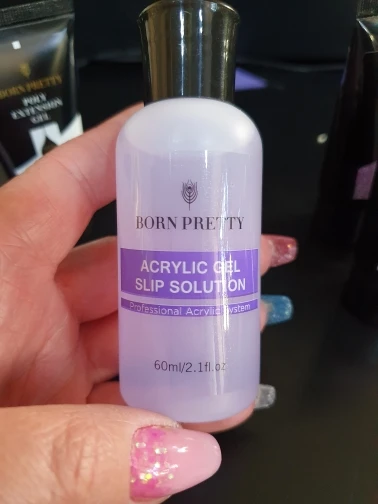 BORN PRETTY
POLY
EXTENSION
GEL
BORN PRETTY
ACRYLIC GEL
SLIP SOLUTION
Professional Acrylic System
60ml/2.1fl.oz